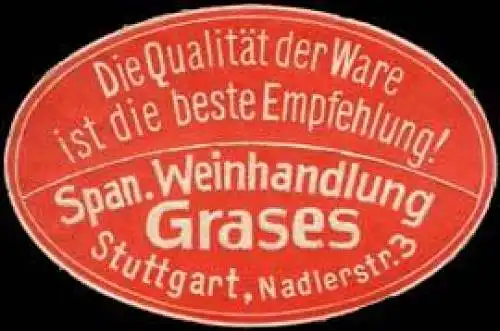 Die Qualität der Ware
ist die beste Empfehlung!
Span. Weinhandlung
Grases
Stuttgart, Nadlerstr. 3